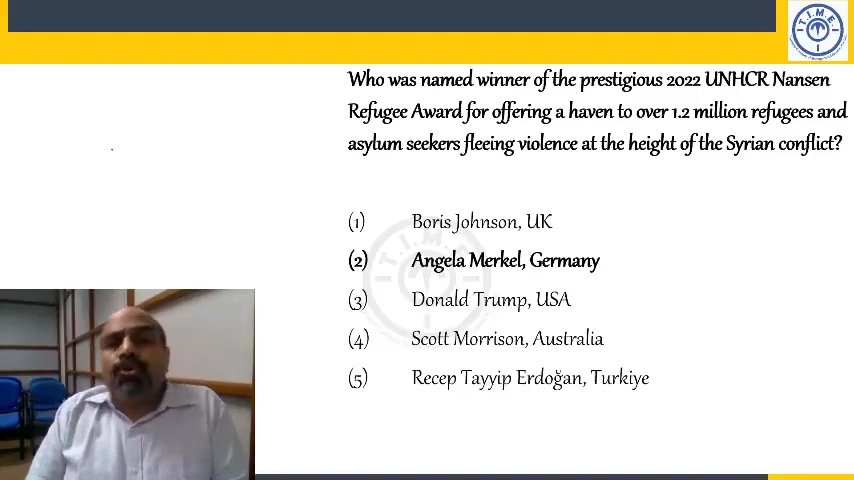 T.I.M.E.
Who was named winner of the prestigious 2022 UNHCR Nansen
Refugee Award for offering a haven to over 1.2 million refugees and
asylum seekers fleeing violence at the height of the Syrian conflict?
(1) Boris Johnson, UK
(2) Angela Merkel, Germany
(3) Donald Trump, USA
(4) Scott Morrison, Australia
(5) Recep Tayyip Erdoğan, Turkiye